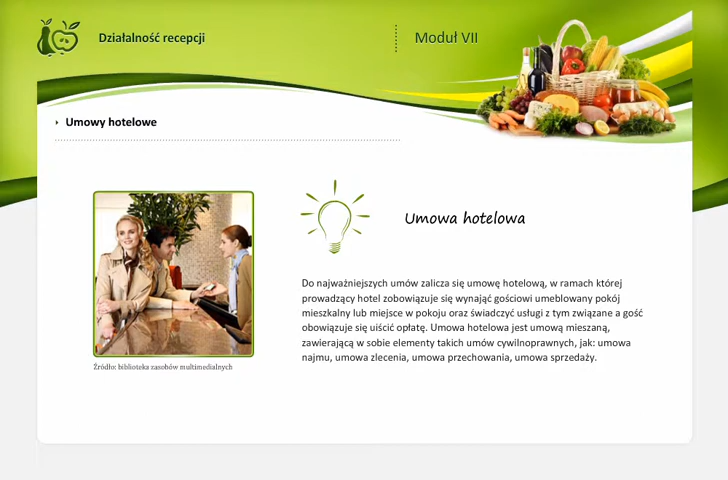 Działalność recepcji
Moduł VII
Umowy hotelowe
Umowa hotelowa
Do najważniejszych umów zalicza się umowę hotelową, w ramach której
prowadzący hotel zobowiązuje się wynająć gościowi umeblowany pokój
mieszkalny lub miejsce w pokoju oraz świadczyć usługi z tym związane a gość
obowiązuje się uiścić opłatę. Umowa hotelowa jest umową mieszaną,
zawierającą w sobie elementy takich umów cywilnoprawnych, jak: umowa
najmu, umowa zlecenia, umowa przechowania, umowa sprzedaży.
Źródło: biblioteka zasobów multimedialnych